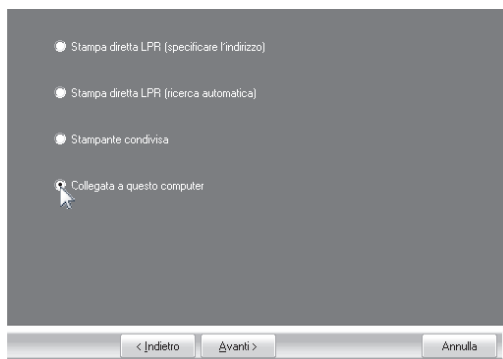 Stampa diretta LPR (specificare l'indirizzo)
Stampa diretta LPR (ricerca automatica)
Stampante condivisa
Collegata a questo computer
< Indietro Avanti > Annulla